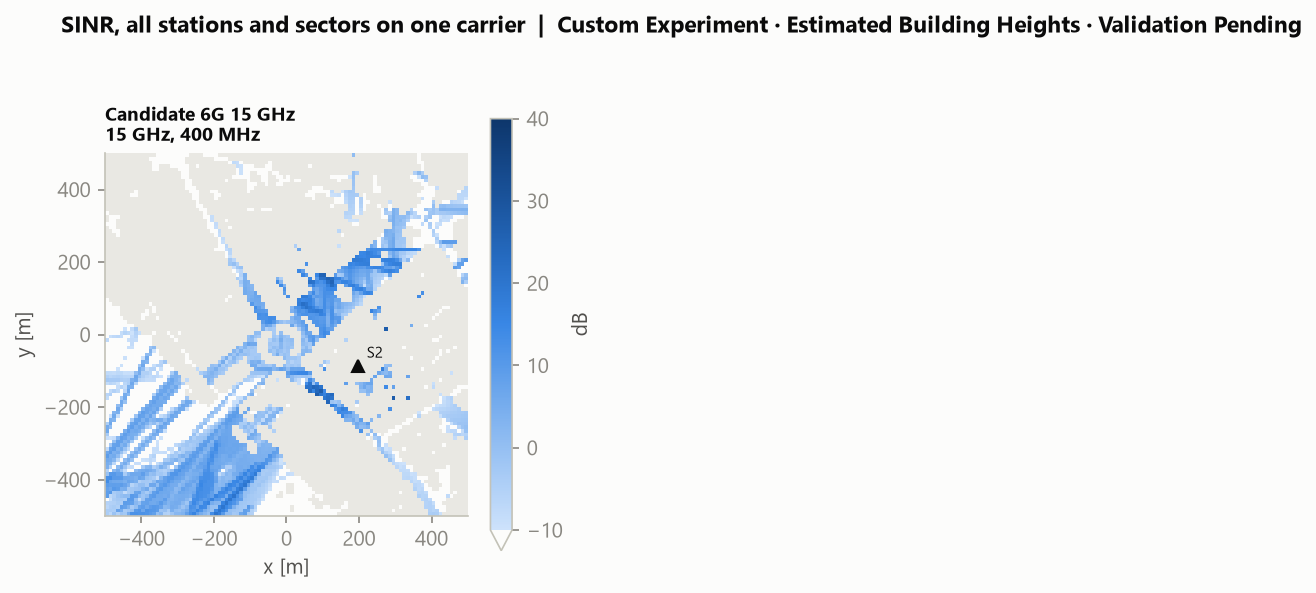 SINR, all stations and sectors on one carrier | Custom Experiment · Estimated Building Heights · Validation Pending
Candidate 6G 15 GHz
15 GHz, 400 MHz
400
200
0
−200
−400
y [m]
−400 −200 0 200 400
x [m]
S2
40
30
20
10
0
−10
dB